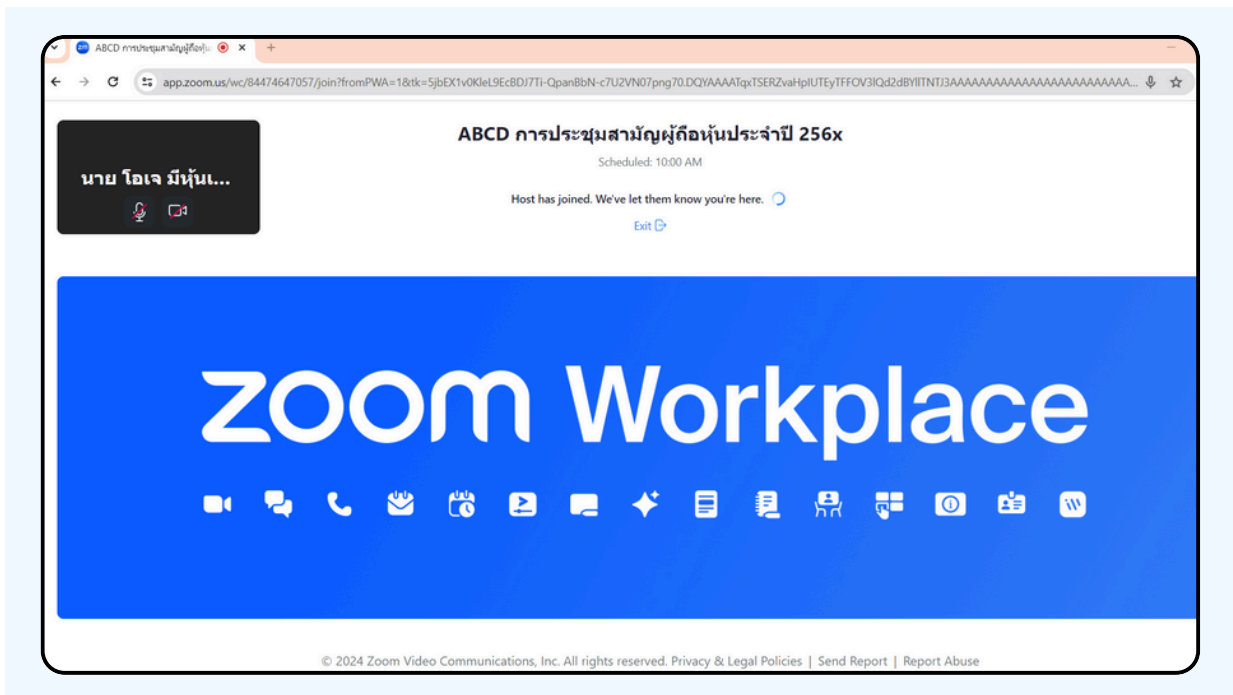 ABCD การประชุมสามัญผู้ถือหุ้น
app.zoom.us/wc/84474647057/join?fromPWA=1&tk=
ABCD การประชุมสามัญผู้ถือหุ้นประจำปี 256x
Scheduled: 10:00 AM
นาย โอเจ มีหุ้นเ...
Host has joined. We've let them know you're here.
Exit
zoom Workplace
© 2024 Zoom Video Communications, Inc. All rights reserved. Privacy & Legal Policies | Send Report | Report Abuse